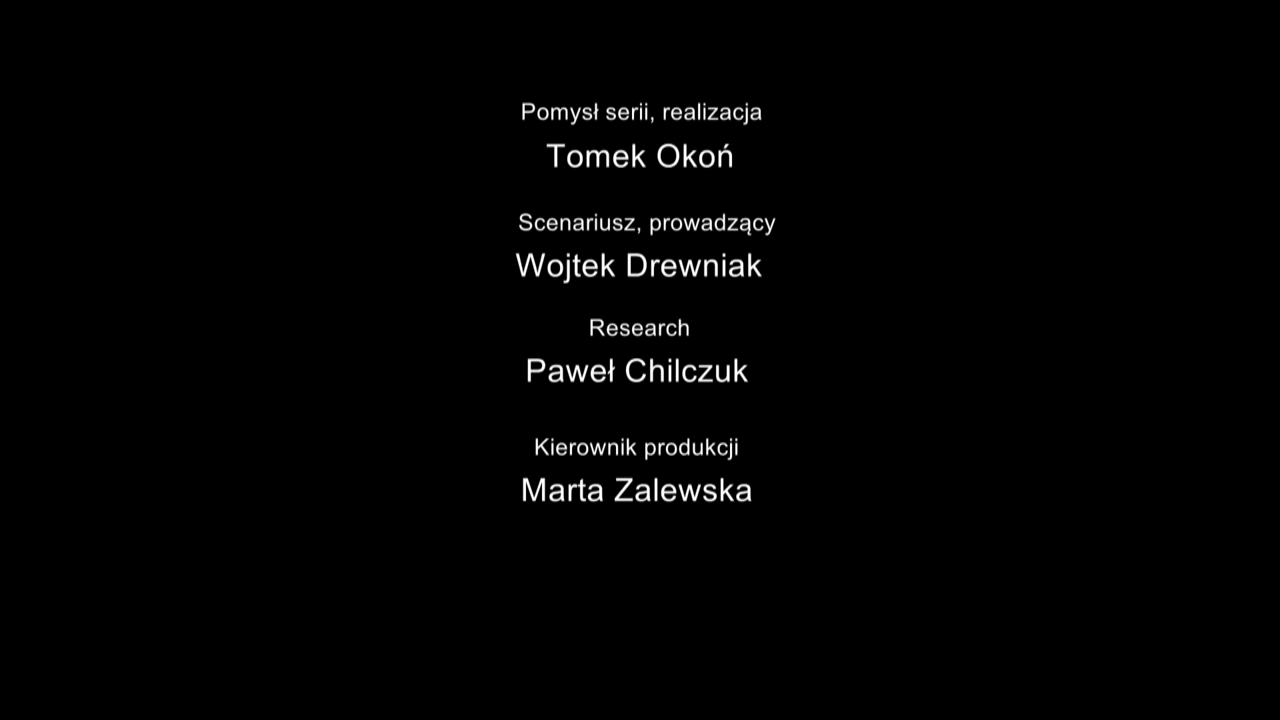 Pomysł serii, realizacja
Tomek Okoń
Scenariusz, prowadzący
Wojtek Drewniak
Research
Paweł Chilczuk
Kierownik produkcji
Marta Zalewska